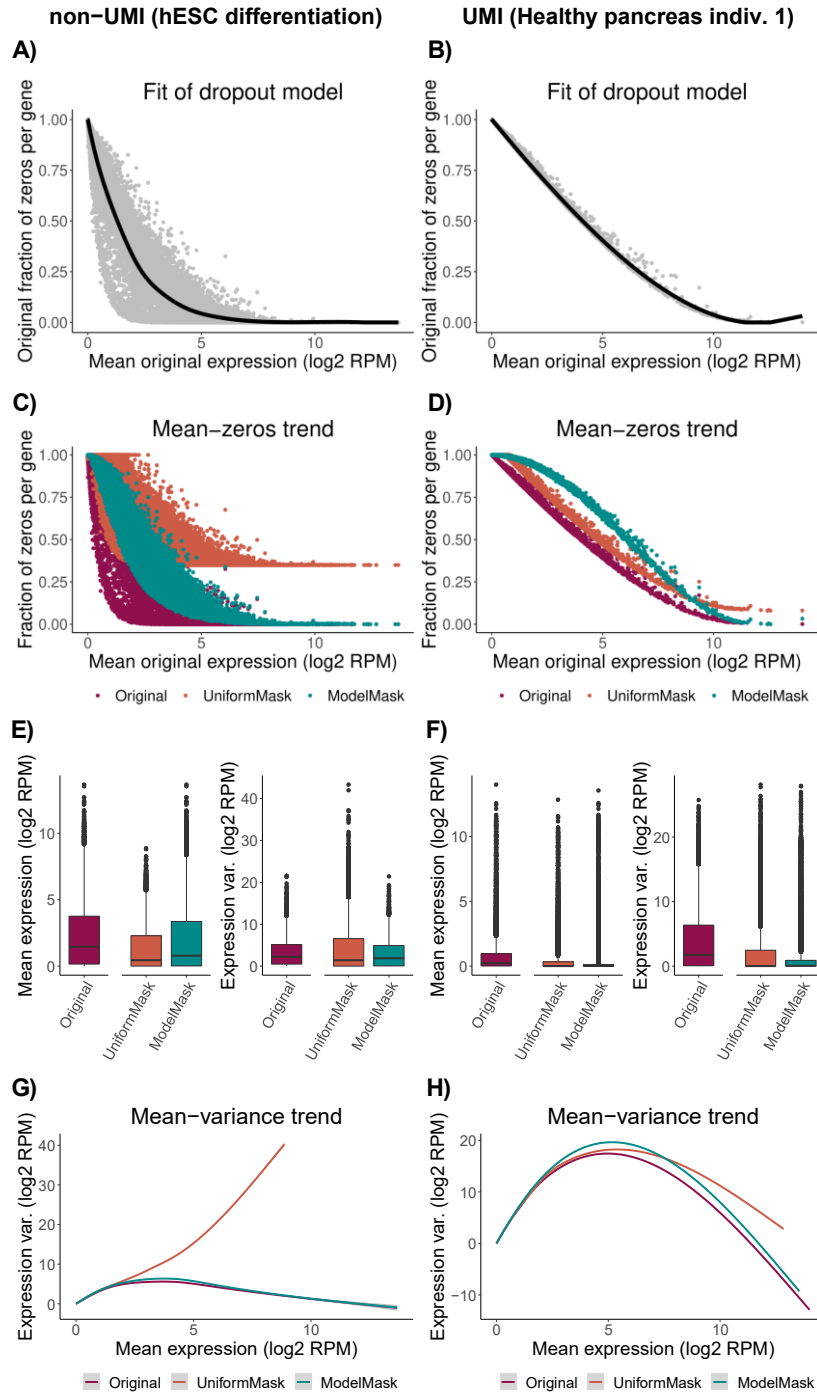 non−UMI (hESC differentiation)
UMI (Healthy pancreas indiv. 1)
A)
Fit of dropout model
Original fraction of zeros per gene
1.00
0.75
0.50
0.25
0.00
0
5
10
Mean original expression (log2 RPM)
B)
Fit of dropout model
Original fraction of zeros per gene
1.00
0.75
0.50
0.25
0.00
0
5
10
Mean original expression (log2 RPM)
C)
Mean−zeros trend
Fraction of zeros per gene
1.00
0.75
0.50
0.25
0.00
0
5
10
Mean original expression (log2 RPM)
Original
UniformMask
ModelMask
D)
Mean−zeros trend
Fraction of zeros per gene
1.00
0.75
0.50
0.25
0.00
0
5
10
Mean original expression (log2 RPM)
Original
UniformMask
ModelMask
E)
Mean expression (log2 RPM)
10
5
0
Original
UniformMask
ModelMask
Expression var. (log2 RPM)
40
30
20
10
0
Original
UniformMask
ModelMask
F)
Mean expression (log2 RPM)
10
5
0
Original
UniformMask
ModelMask
Expression var. (log2 RPM)
20
10
0
Original
UniformMask
ModelMask
G)
Mean−variance trend
Expression var. (log2 RPM)
40
30
20
10
0
0
5
10
Mean expression (log2 RPM)
Original
UniformMask
ModelMask
H)
Mean−variance trend
Expression var. (log2 RPM)
20
10
0
−10
0
5
10
Mean expression (log2 RPM)
Original
UniformMask
ModelMask